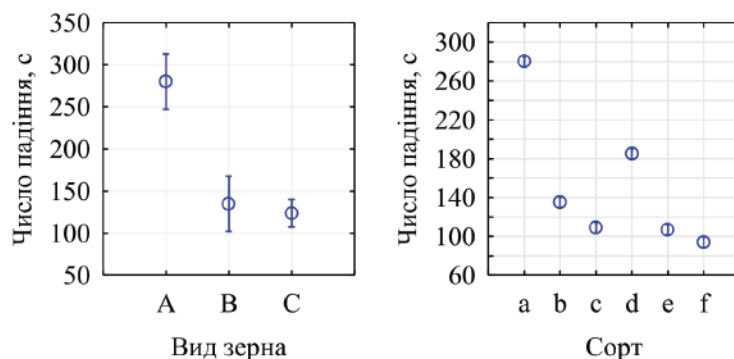 Число падіння, с
350
300
250
200
150
100
50
A B C
Вид зерна
Число падіння, с
300
260
220
180
140
100
60
a b c d e f
Сорт